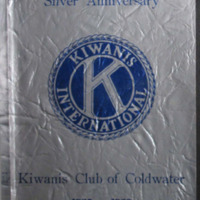 Silver Anniversary
KIWANIS
K
INTERNATIONAL
Kiwanis Club of Coldwater